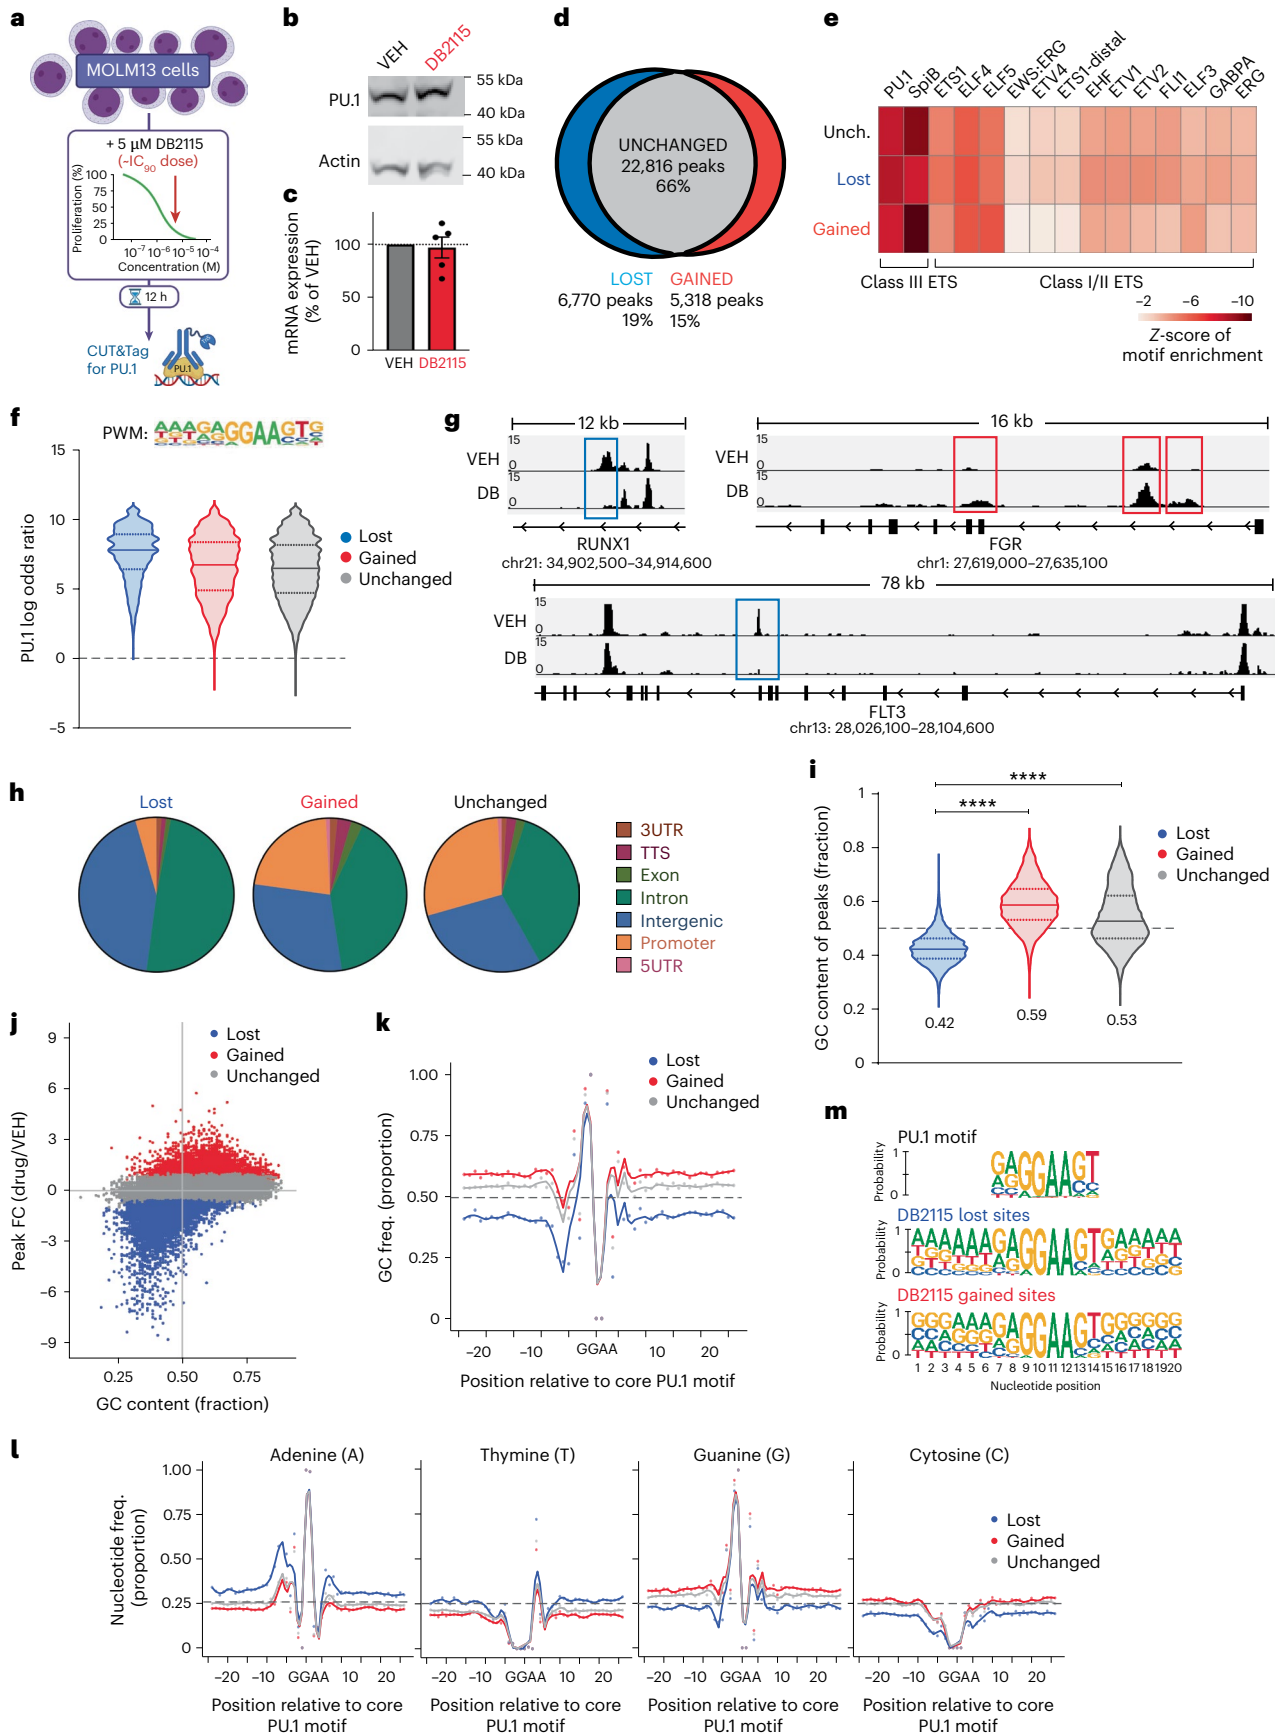 a
MOLM13 cells
+ 5 µM DB2115
(~IC90 dose)
Proliferation (%)
100
75
50
25
0
10⁻⁷ 10⁻⁶ 10⁻⁵ 10⁻⁴
Concentration (M)
12 h
CUT&Tag
for PU.1
PU.1
b
VEH DB2115
PU.1
55 kDa
40 kDa
Actin
55 kDa
40 kDa
c
mRNA expression
(% of VEH)
100
50
0
VEH DB2115
d
UNCHANGED
22,816 peaks
66%
LOST GAINED
6,770 peaks 5,318 peaks
19% 15%
e
PU.1 SpiB ETS1 ELF4 ELF5 EWS:ERG ETV4 ETS1-distal EHF ETV1 ETV2 FLI1 ELF3 GABPA ERG
Unch.
Lost
Gained
Class III ETS Class I/II ETS
–2 –6 –10
Z-score of
motif enrichment
f
PWM:
PU.1 log odds ratio
15
10
5
0
–5
Lost
Gained
Unchanged
g
12 kb 16 kb
VEH 15 0 VEH 15 0
DB 15 0 DB 15 0
RUNX1 FGR
chr21: 34,902,500–34,914,600 chr1: 27,619,000–27,635,100
78 kb
VEH 15 0
DB 15 0
FLT3
chr13: 28,026,100–28,104,600
h
Lost Gained Unchanged
3UTR
TTS
Exon
Intron
Intergenic
Promoter
5UTR
i
GC content of peaks (fraction)
1
0.8
0.6
0.4
0.2
0
**** ****
0.42 0.59 0.53
Lost
Gained
Unchanged
j
Peak FC (drug/VEH)
9
6
3
0
–3
–6
–9
0.25 0.50 0.75
GC content (fraction)
Lost
Gained
Unchanged
k
GC freq. (proportion)
1.00
0.75
0.50
0.25
0
–20 –10 GGAA 10 20
Position relative to core PU.1 motif
Lost
Gained
Unchanged
m
PU.1 motif
Probability 1 0
DB2115 lost sites
Probability 1 0
DB2115 gained sites
Probability 1 0
1 2 3 4 5 6 7 8 9 10 11 12 13 14 15 16 17 18 19 20
Nucleotide position
l
Adenine (A) Thymine (T) Guanine (G) Cytosine (C)
Nucleotide freq.
(proportion)
1.00
0.75
0.50
0.25
0
Lost
Gained
Unchanged
–20 –10 GGAA 10 20 –20 –10 GGAA 10 20 –20 –10 GGAA 10 20 –20 –10 GGAA 10 20
Position relative to core Position relative to core Position relative to core Position relative to core
PU.1 motif PU.1 motif PU.1 motif PU.1 motif